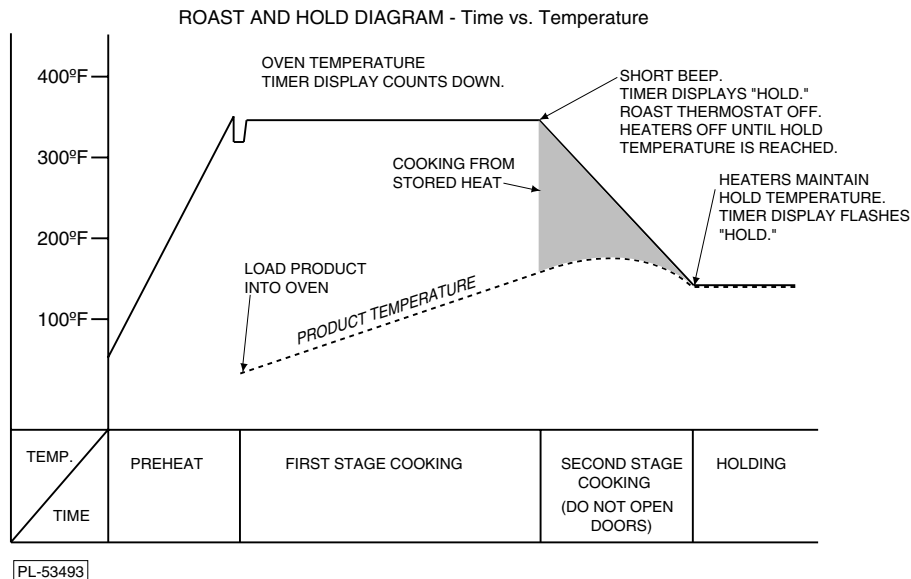 ROAST AND HOLD DIAGRAM - Time vs. Temperature
400ºF
300ºF
200ºF
100ºF
OVEN TEMPERATURE
TIMER DISPLAY COUNTS DOWN.
SHORT BEEP.
TIMER DISPLAYS "HOLD."
ROAST THERMOSTAT OFF.
HEATERS OFF UNTIL HOLD
TEMPERATURE IS REACHED.
COOKING FROM
STORED HEAT
HEATERS MAINTAIN
HOLD TEMPERATURE.
TIMER DISPLAY FLASHES
"HOLD."
LOAD PRODUCT
INTO OVEN
PRODUCT TEMPERATURE
TEMP.
TIME
PREHEAT
FIRST STAGE COOKING
SECOND STAGE
COOKING
(DO NOT OPEN
DOORS)
HOLDING
PL-53493